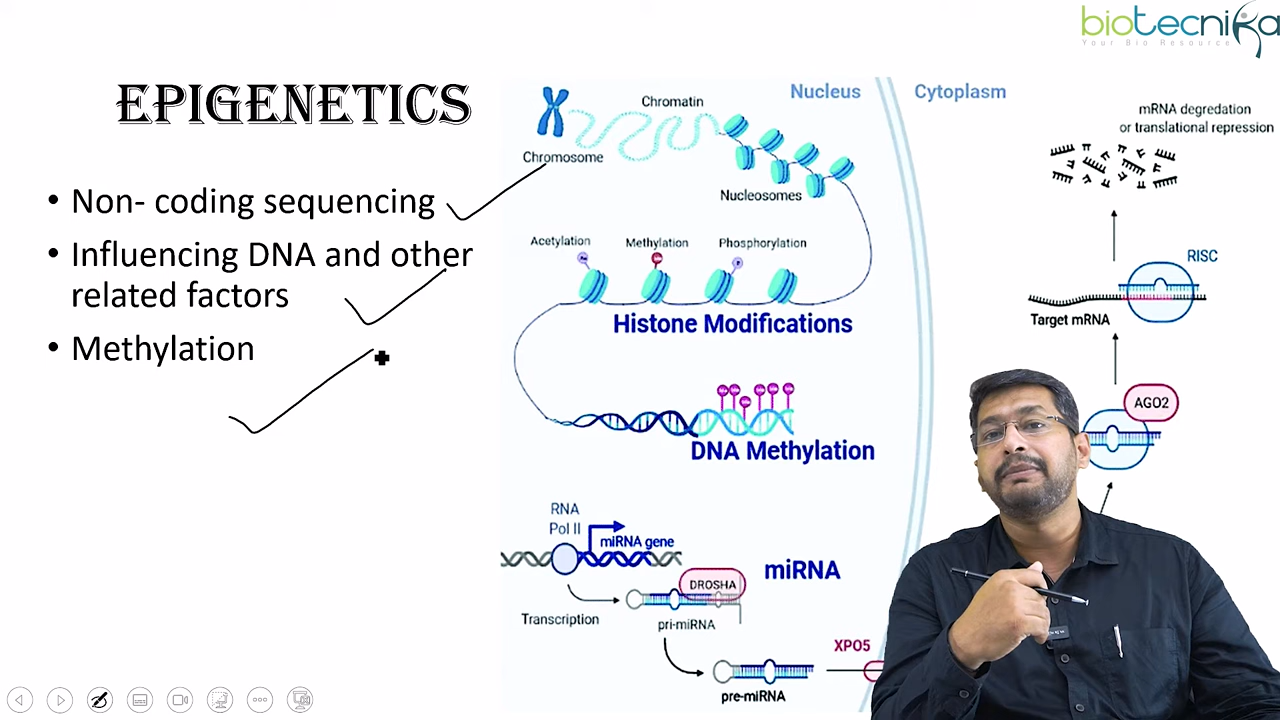 biotecnika
Your Bio Resource
EPIGENETICS
• Non- coding sequencing
• Influencing DNA and other
related factors
• Methylation
Nucleus
Cytoplasm
Chromatin
Chromosome
Nucleosomes
Acetylation
Methylation
Phosphorylation
Histone Modifications
DNA Methylation
RNA
Pol II
miRNA gene
miRNA
DROSHA
Transcription
pri-miRNA
XPO5
pre-miRNA
mRNA degredation
or translational repression
RISC
Target mRNA
AGO2